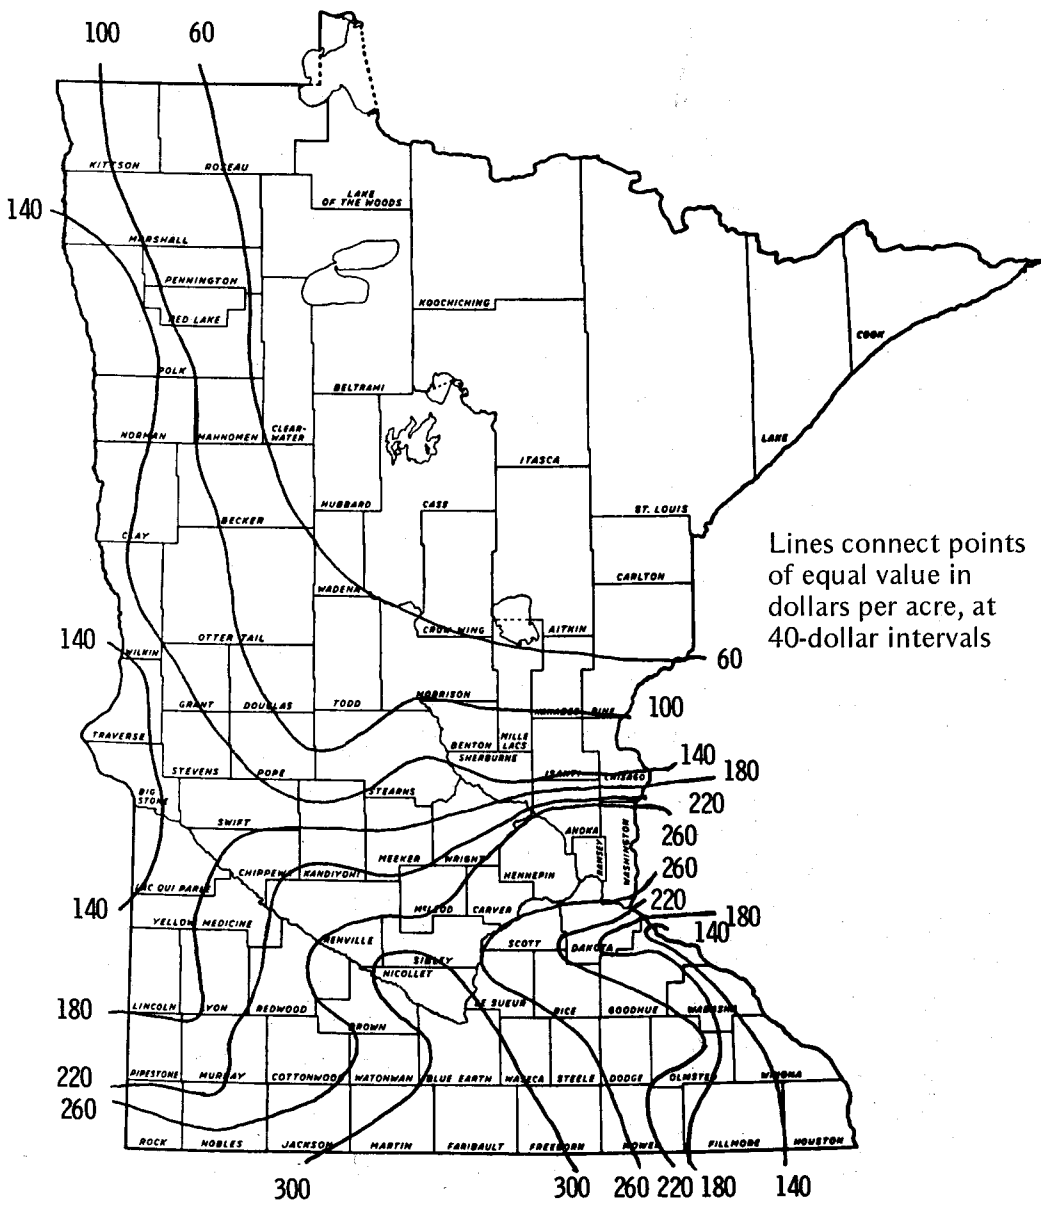 100
60
KITTSON
ROSEAU
LAKE
OF THE WOODS
140
MARSHALL
PENNINGTON
KOOCHICHING
RED LAKE
COOK
POLK
BELTRAMI
NORMAN
MAHNOMEN
CLEAR-
WATER
LAKE
ITASCA
HUBBARD
CASS
ST. LOUIS
BECKER
CLAY
Lines connect points
of equal value in
dollars per acre, at
40-dollar intervals
CARLTON
WADENA
CROW WING
AITKIN
OTTER TAIL
140
WILKIN
60
MORRISON
GRANT
DOUGLAS
TODD
KANABEC
PINE
100
TRAVERSE
MILLE
LACS
BENTON
SHERBURNE
140
STEVENS
POPE
ISANTI
CHISAGO
180
BIG
STONE
STEARNS
220
SWIFT
ANOKA
260
RAMSEY
WASHINGTON
MEEKER
WRIGHT
CHIPPEWA
KANDIYOHI
HENNEPIN
260
LAC QUI PARLE
220
140
McLEOD
CARVER
180
YELLOW MEDICINE
140
RENVILLE
SCOTT
DAKOTA
SIBLEY
NICOLLET
180
LINCOLN
LYON
REDWOOD
LE SUEUR
RICE
GOODHUE
WABASHA
BROWN
220
PIPESTONE
MURRAY
COTTONWOOD
WATONWAN
BLUE EARTH
WASECA
STEELE
DODGE
OLMSTED
WINONA
260
ROCK
NOBLES
JACKSON
MARTIN
FARIBAULT
FREEBORN
MOWER
FILLMORE
HOUSTON
300
300
260
220
180
140